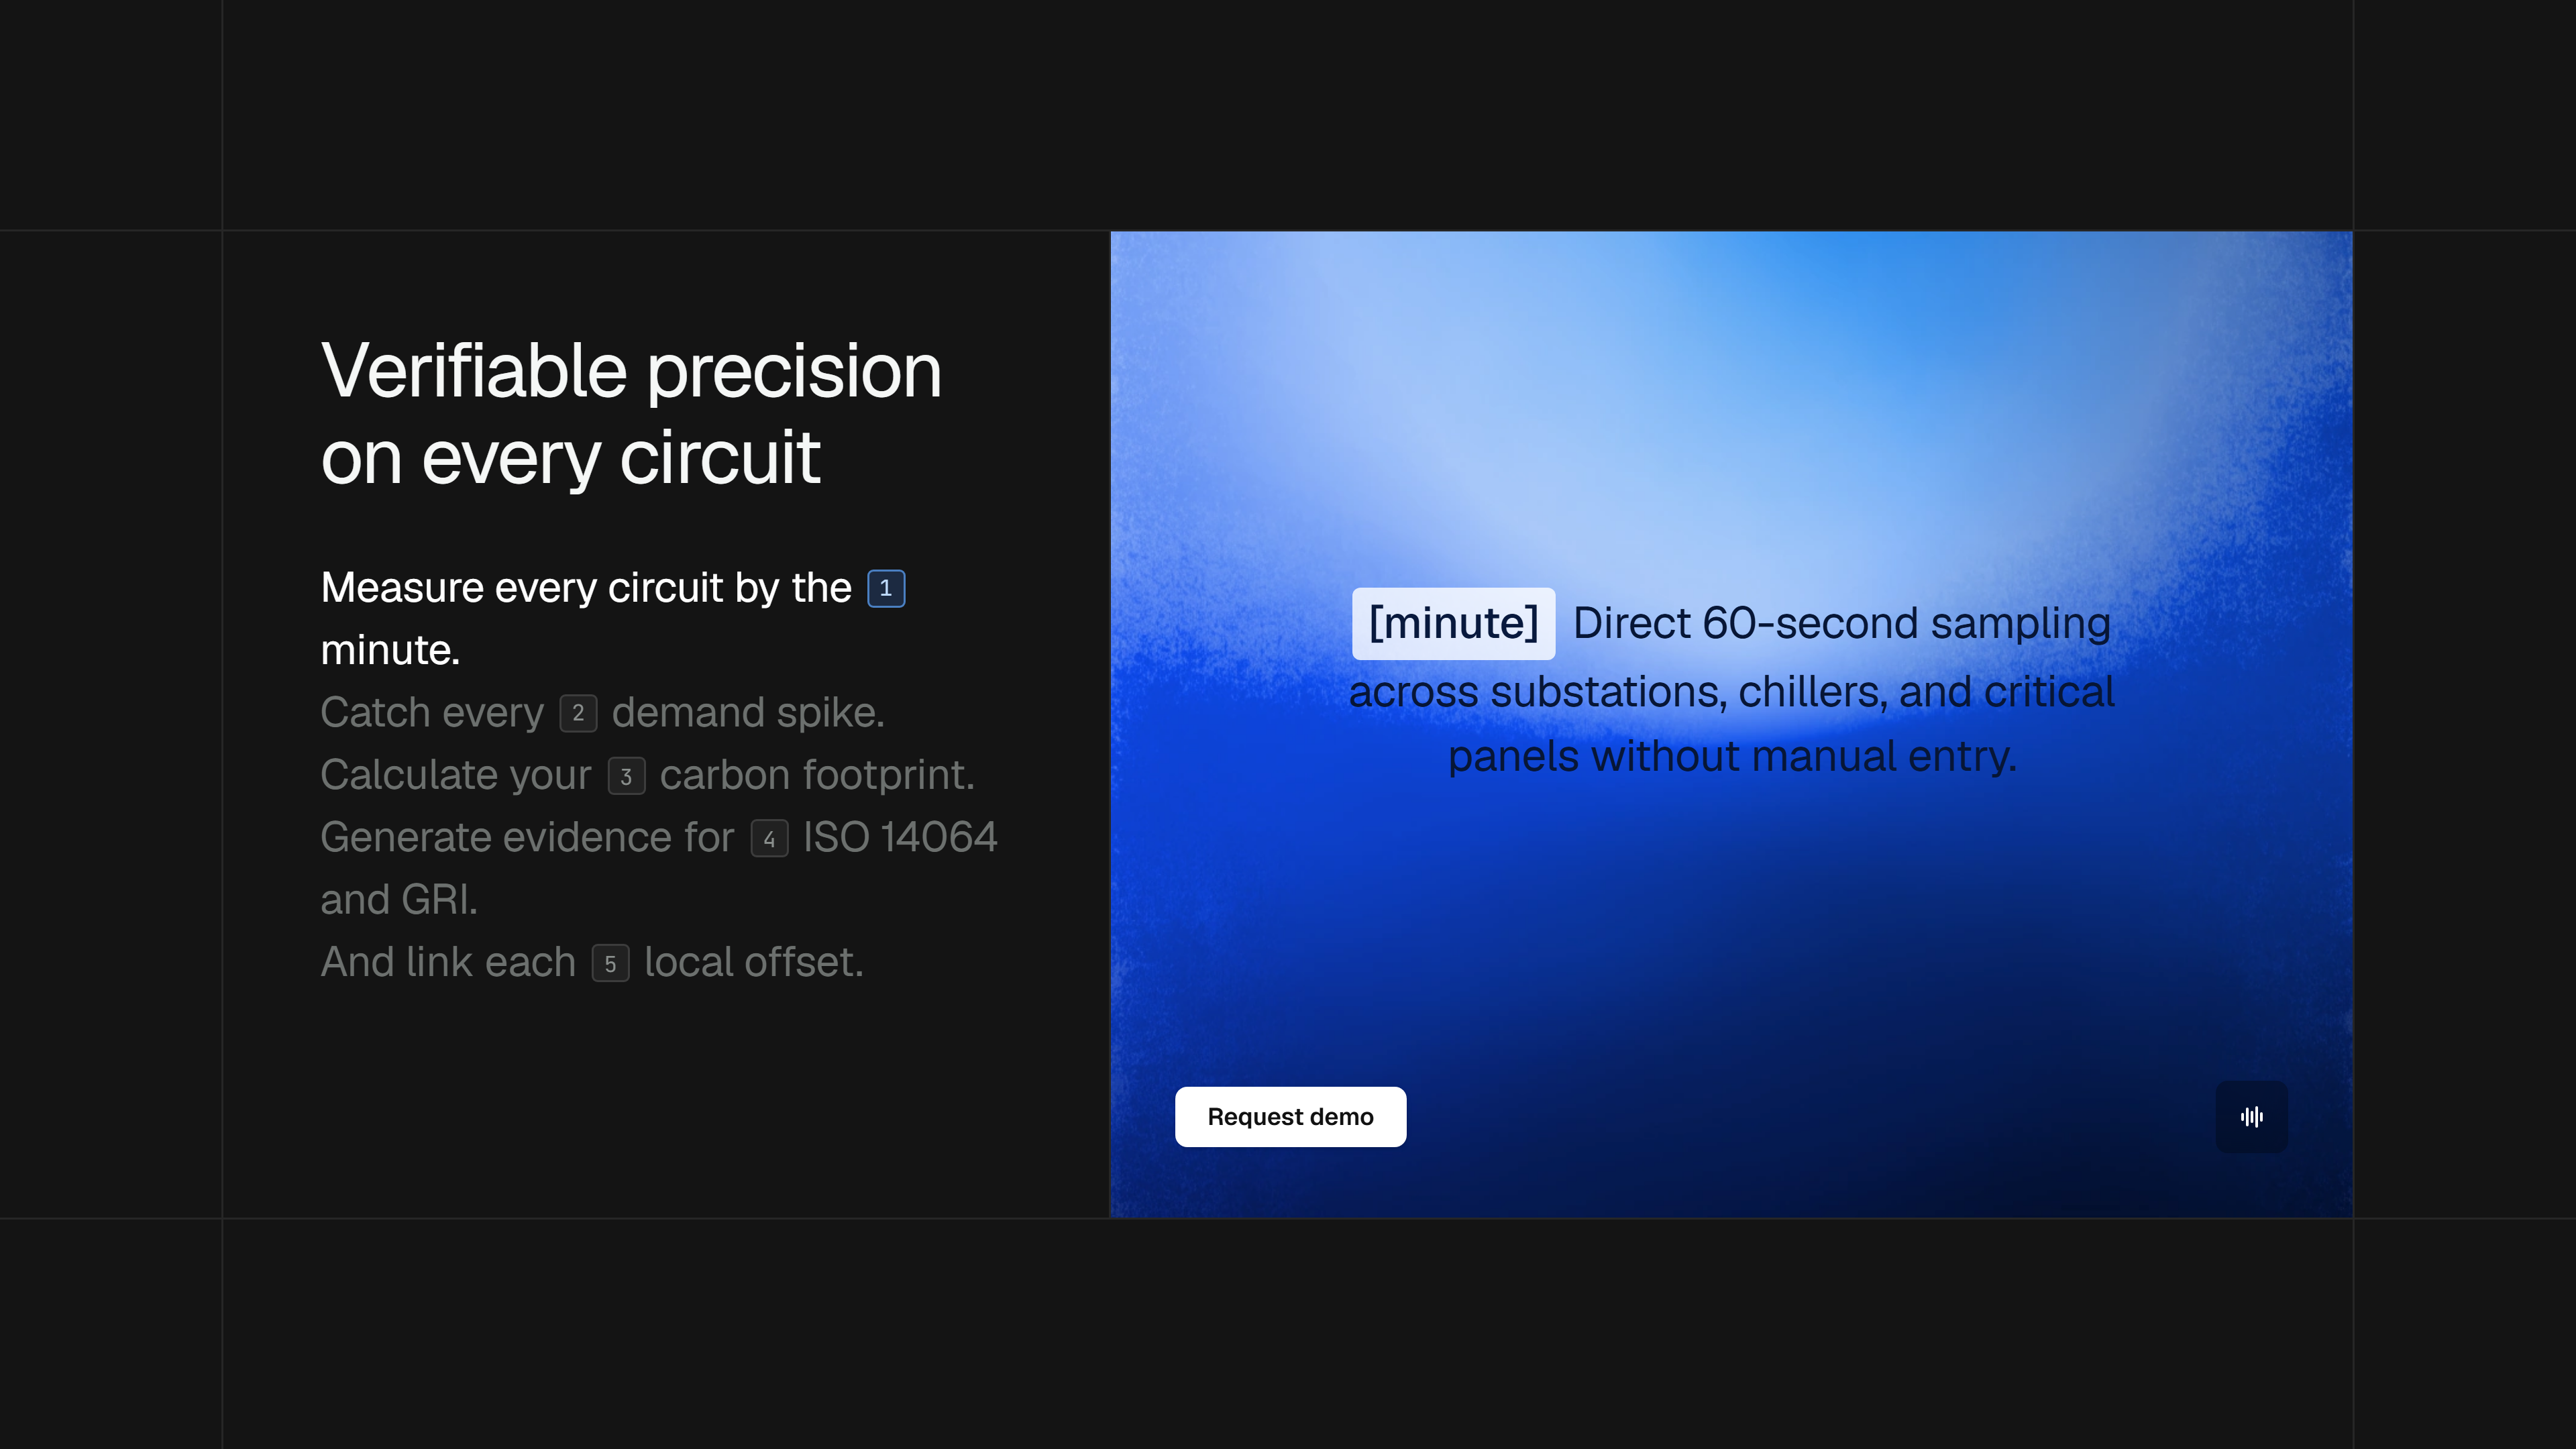 Verifiable precision
on every circuit
Measure every circuit by the 1
minute.
Catch every 2 demand spike.
Calculate your 3 carbon footprint.
Generate evidence for 4 ISO 14064
and GRI.
And link each 5 local offset.
[minute] Direct 60-second sampling
across substations, chillers, and critical
panels without manual entry.
Request demo